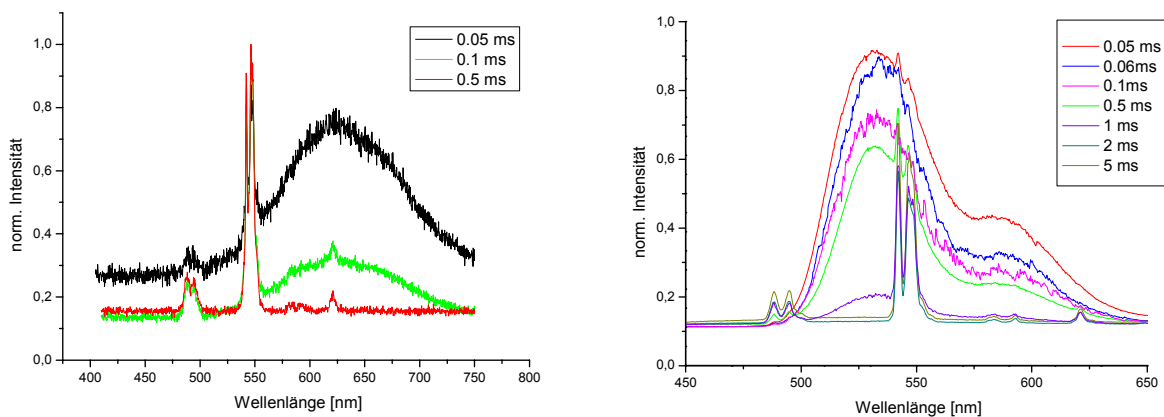 1,0
0,8
0,6
0,4
0,2
0,0
norm. Intensität
400 450 500 550 600 650 700 750 800
Wellenlänge [nm]
0.05 ms
0.1 ms
0.5 ms
1,0
0,8
0,6
0,4
0,2
0,0
norm. Intensität
450 500 550 600 650
Wellenlänge [nm]
0.05 ms
0.06ms
0.1ms
0.5 ms
1 ms
2 ms
5 ms